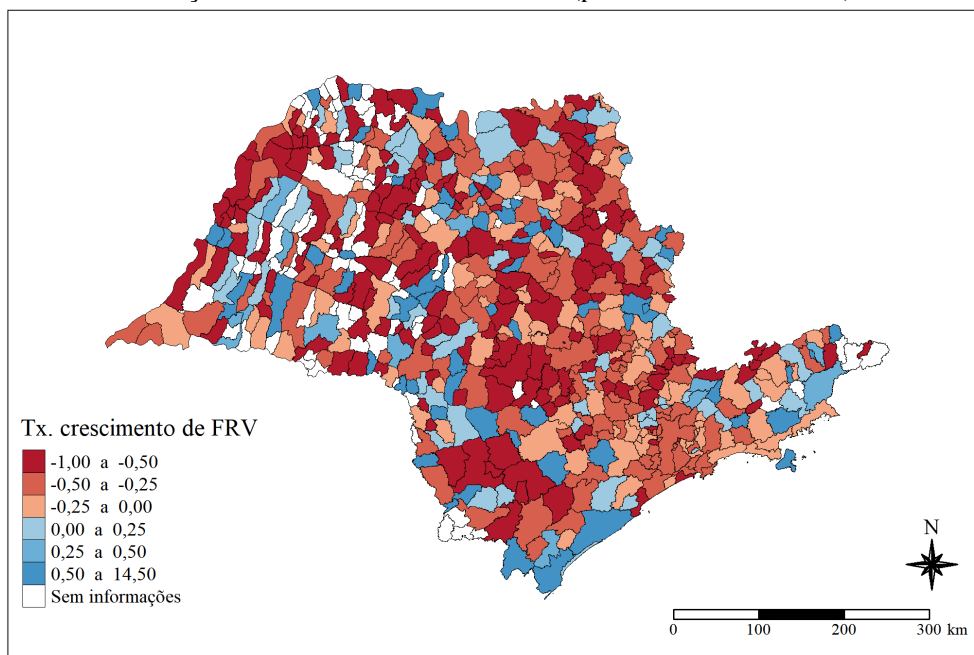 Tx. crescimento de FRV
-1,00 a -0,50
-0,50 a -0,25
-0,25 a 0,00
0,00 a 0,25
0,25 a 0,50
0,50 a 14,50
Sem informações
N
0 100 200 300 km